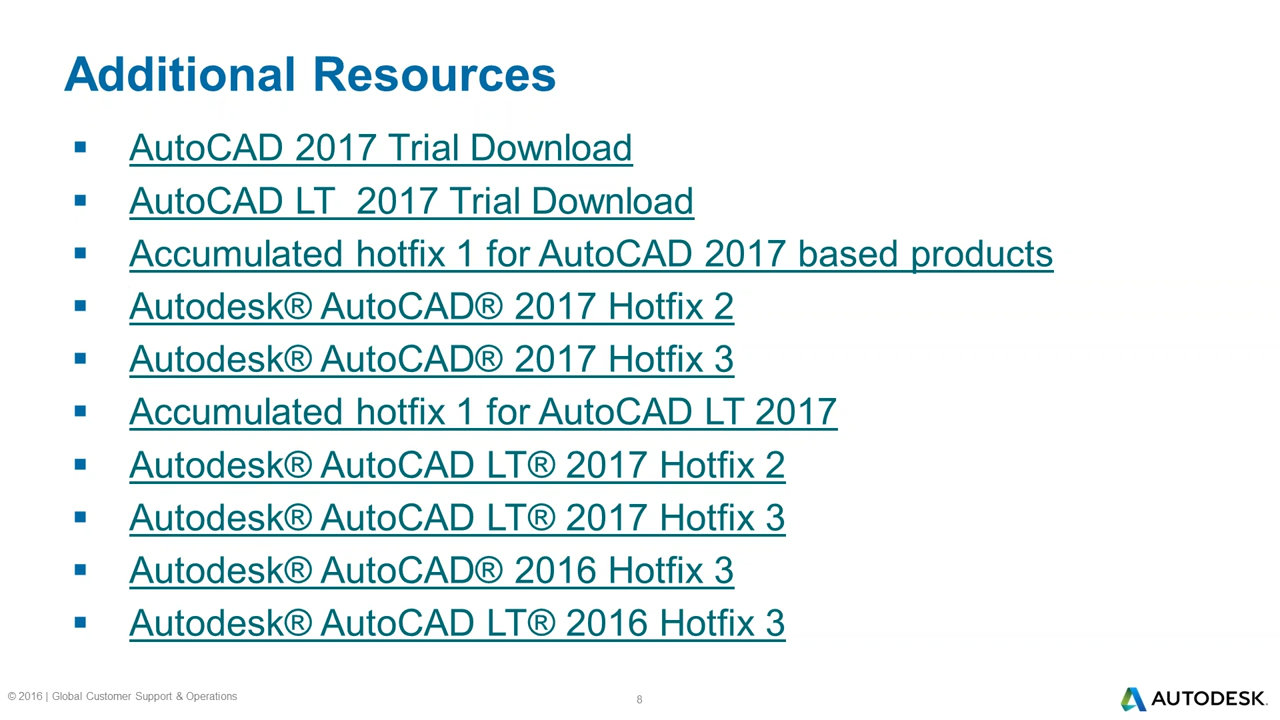 Additional Resources
▪ AutoCAD 2017 Trial Download
▪ AutoCAD LT  2017 Trial Download
▪ Accumulated hotfix 1 for AutoCAD 2017 based products
▪ Autodesk® AutoCAD® 2017 Hotfix 2
▪ Autodesk® AutoCAD® 2017 Hotfix 3
▪ Accumulated hotfix 1 for AutoCAD LT 2017
▪ Autodesk® AutoCAD LT® 2017 Hotfix 2
▪ Autodesk® AutoCAD LT® 2017 Hotfix 3
▪ Autodesk® AutoCAD® 2016 Hotfix 3
▪ Autodesk® AutoCAD LT® 2016 Hotfix 3
© 2016 | Global Customer Support & Operations
8
AUTODESK.